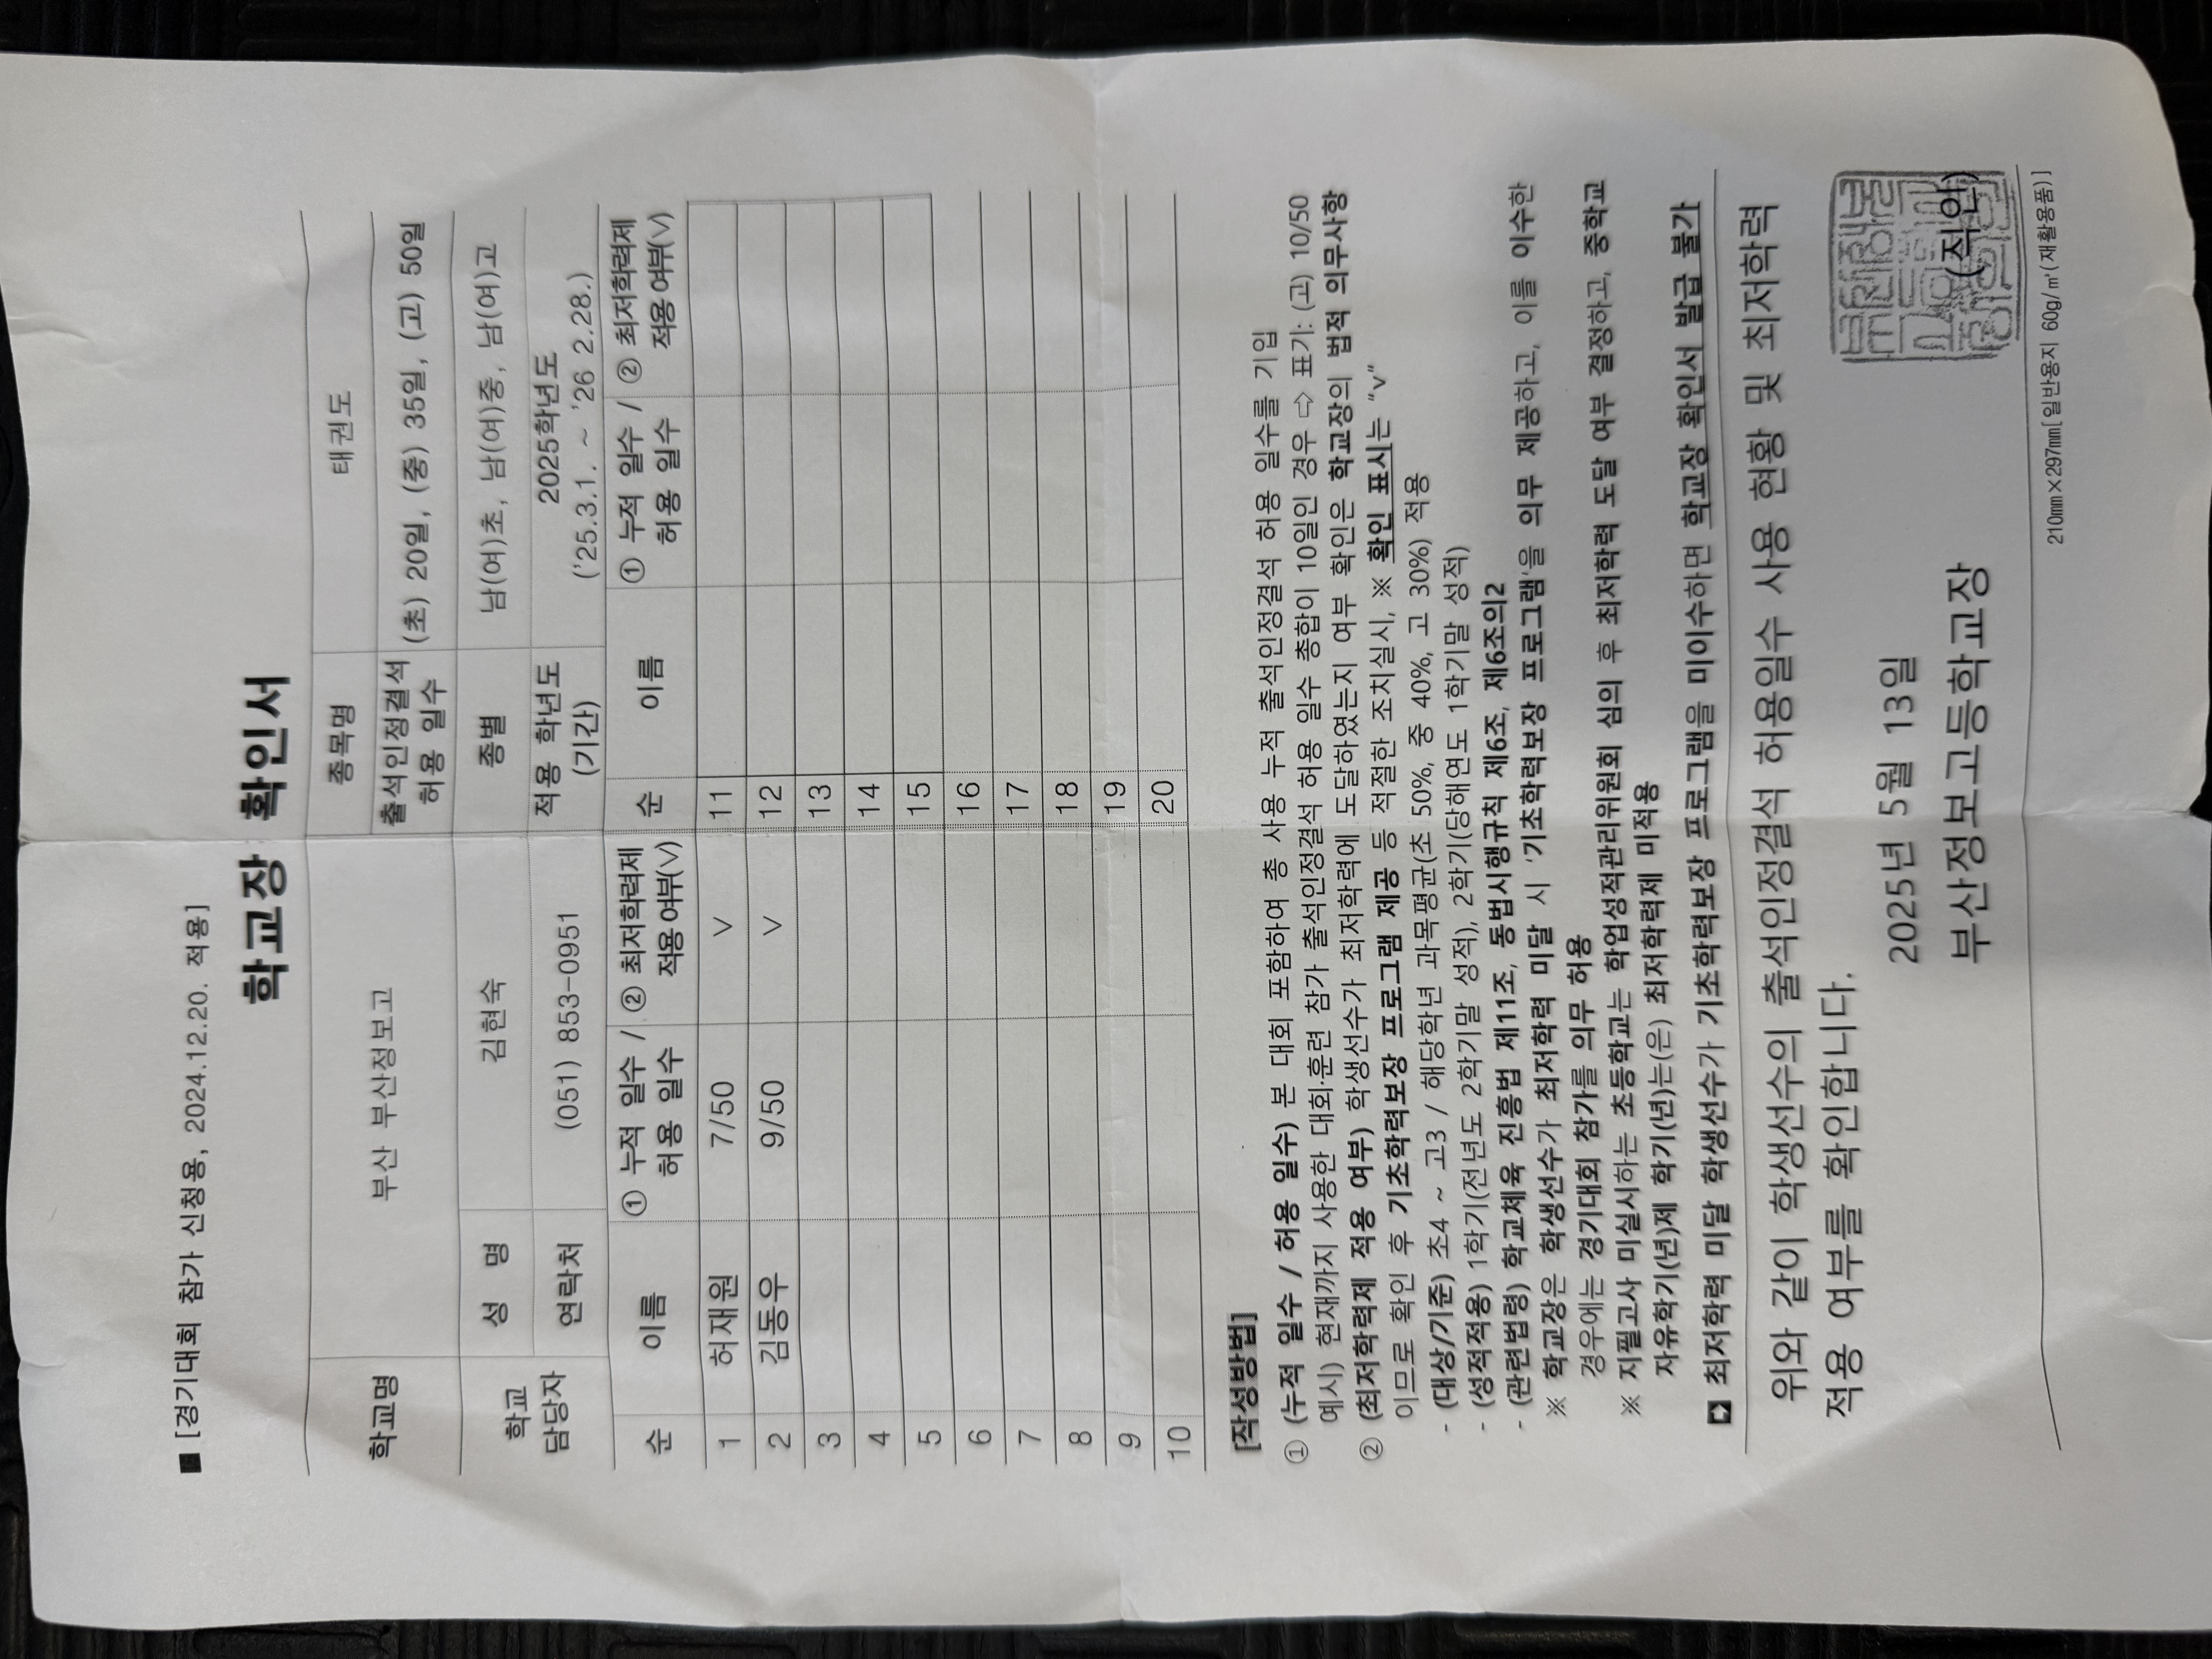 ■ [경기대회 참가 신청용, 2024.12.20. 적용]
학교장 확인서
학교명 부산 부산정보고 종목명 태권도
출석인정결석 허용 일수 (초) 20일, (중) 35일, (고) 50일
학교 담당자 성 명 김현숙 종별 남(여)초, 남(여)중, 남(여)고
연락처 (051) 853-0951 적용 학년도 (기간) 2025학년도 ('25.3.1. ~ '26 2.28.)
순 이름 ① 누적 일수 / 허용 일수 ② 최저학력제 적용 여부(∨) 순 이름 ① 누적 일수 / 허용 일수 ② 최저학력제 적용 여부(∨)
1 허재원 7/50 ∨ 11
2 김동우 9/50 ∨ 12
3 13
4 14
5 15
6 16
7 17
8 18
9 19
10 20
[작성방법]
① (누적 일수 / 허용 일수) 본 대회 포함하여 총 사용 누적 출석인정결석 허용 일수를 기입
예시) 현재까지 사용한 대회·훈련 참가 출석인정결석 허용 일수 총합이 10일인 경우 ⇨ 표기: (고) 10/50
② (최저학력제 적용 여부) 학생선수가 최저학력에 도달하였는지 여부 확인은 학교장의 법적 의무사항
이므로 확인 후 기초학력보장 프로그램 제공 등 적절한 조치실시, ※ 확인 표시는 "∨"
- (대상/기준) 초4 ~ 고3 / 해당학년 과목평균(초 50%, 중 40%, 고 30%) 적용
- (성적적용) 1학기(전년도 2학기말 성적), 2학기(당해연도 1학기말 성적)
- (관련법령) 학교체육 진흥법 제11조, 동법시행규칙 제6조, 제6조의2
※ 학교장은 학생선수가 최저학력 미달 시 '기초학력보장 프로그램'을 의무 제공하고, 이를 이수한
경우에는 경기대회 참가를 의무 허용
※ 지필고사 미실시하는 초등학교는 학업성적관리위원회 심의 후 최저학력 도달 여부 결정하고, 중학교
자유학기(년)제 학기(년)는(은) 최저학력제 미적용
최저학력 미달 학생선수가 기초학력보장 프로그램을 미이수하면 학교장 확인서 발급 불가
위와 같이 학생선수의 출석인정결석 허용일수 사용 현황 및 최저학력
적용 여부를 확인합니다.
2025년 5월 13일
부산정보고등학교장 (직인)
210㎜×297㎜[일반용지 60g/㎡(재활용품)]